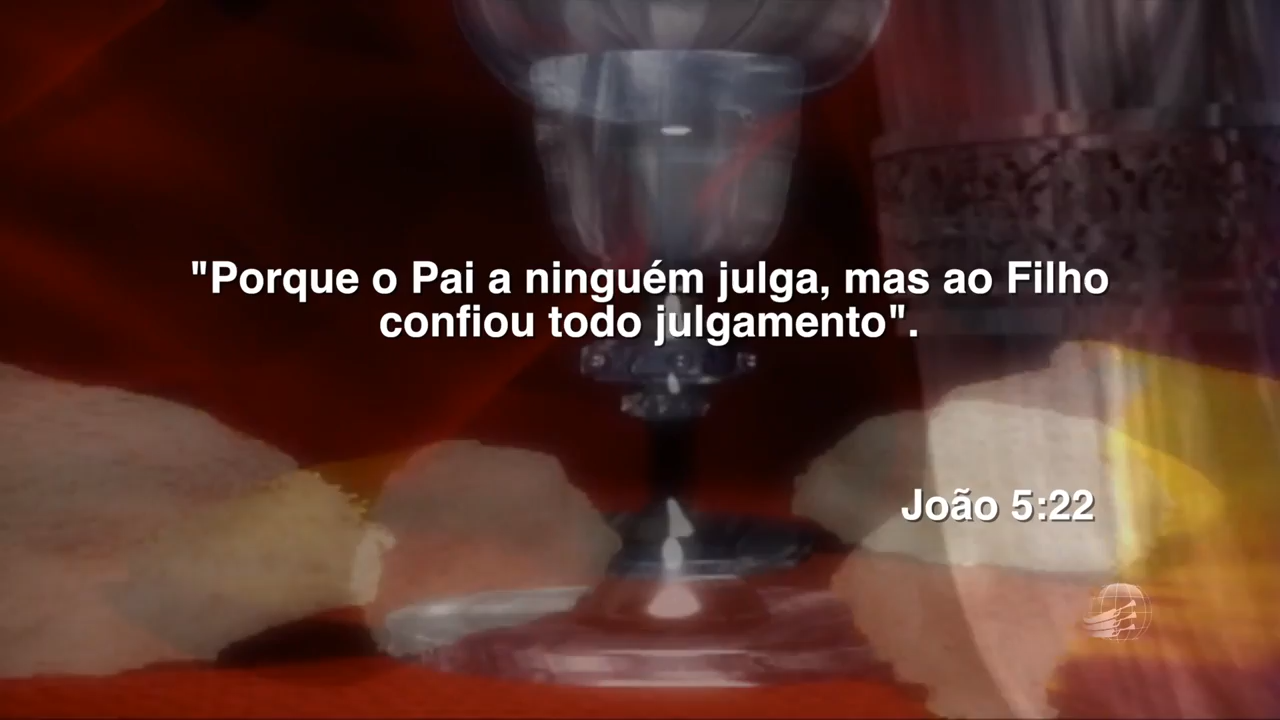 "Porque o Pai a ninguém julga, mas ao Filho
confiou todo julgamento".
João 5:22